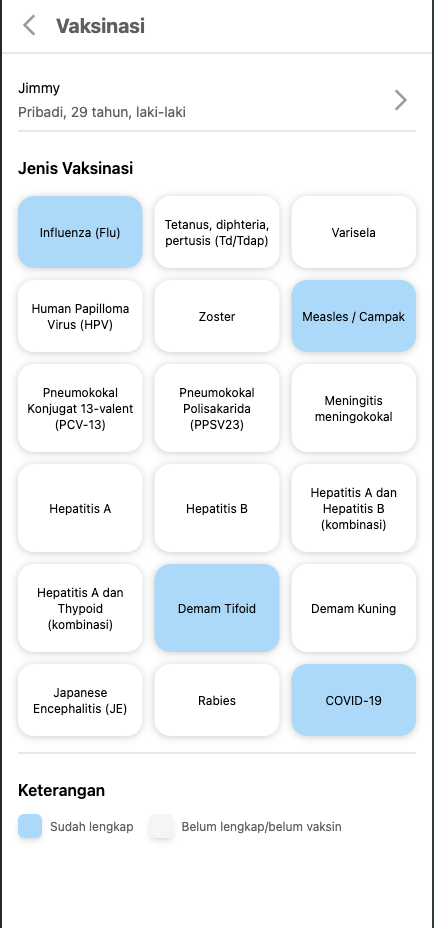 Vaksinasi
Jimmy
Pribadi, 29 tahun, laki-laki
Jenis Vaksinasi
Influenza (Flu)
Tetanus, diphteria,
pertusis (Td/Tdap)
Varisela
Human Papilloma
Virus (HPV)
Zoster
Measles / Campak
Pneumokokal
Konjugat 13-valent
(PCV-13)
Pneumokokal
Polisakarida
(PPSV23)
Meningitis
meningokokal
Hepatitis A
Hepatitis B
Hepatitis A dan
Hepatitis B
(kombinasi)
Hepatitis A dan
Thypoid
(kombinasi)
Demam Tifoid
Demam Kuning
Japanese
Encephalitis (JE)
Rabies
COVID-19
Keterangan
Sudah lengkap
Belum lengkap/belum vaksin